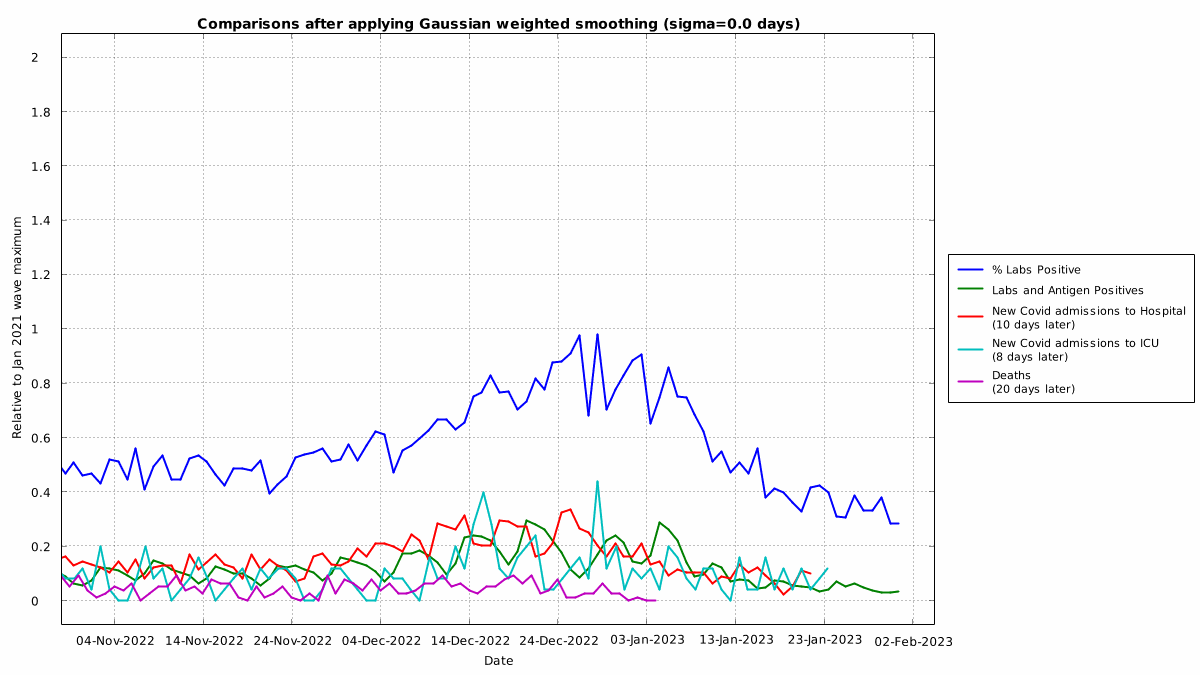 Comparisons after applying Gaussian weighted smoothing (sigma=0.0 days)
Relative to Jan 2021 wave maximum
2
1.8
1.6
1.4
1.2
1
0.8
0.6
0.4
0.2
0
04-Nov-2022 14-Nov-2022 24-Nov-2022 04-Dec-2022 14-Dec-2022 24-Dec-2022 03-Jan-2023 13-Jan-2023 23-Jan-2023 02-Feb-2023
Date
% Labs Positive
Labs and Antigen Positives
New Covid admissions to Hospital
(10 days later)
New Covid admissions to ICU
(8 days later)
Deaths
(20 days later)